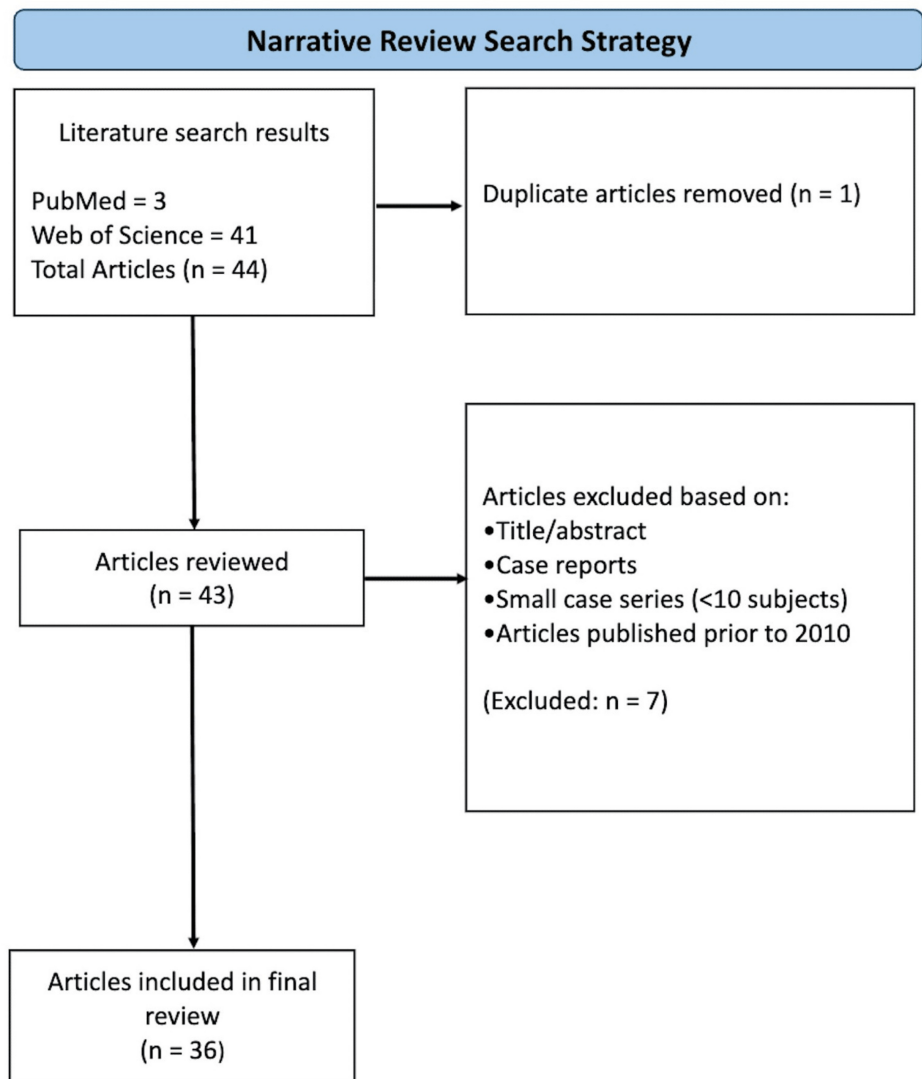 Narrative Review Search Strategy
Literature search results
PubMed = 3
Web of Science = 41
Total Articles (n = 44)
Duplicate articles removed (n = 1)
Articles reviewed
(n = 43)
Articles excluded based on:
•Title/abstract
•Case reports
•Small case series (<10 subjects)
•Articles published prior to 2010
(Excluded: n = 7)
Articles included in final
review
(n = 36)